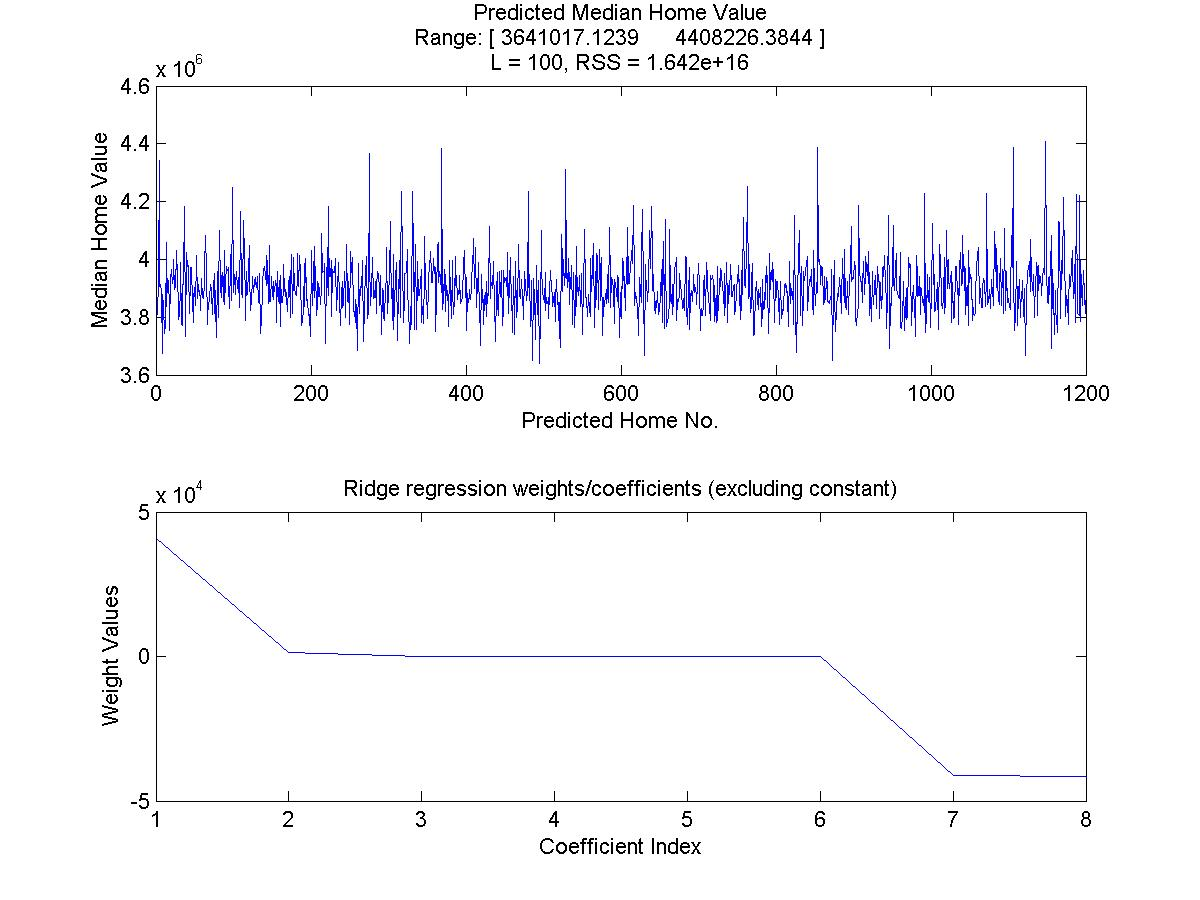 Predicted Median Home Value
Range: [ 3641017.1239 4408226.3844 ]
L = 100, RSS = 1.642e+16
x 10^6
4.6
4.4
4.2
4
3.8
3.6
Median Home Value
0 200 400 600 800 1000 1200
Predicted Home No.
Ridge regression weights/coefficients (excluding constant)
x 10^4
5
0
-5
Weight Values
1 2 3 4 5 6 7 8
Coefficient Index